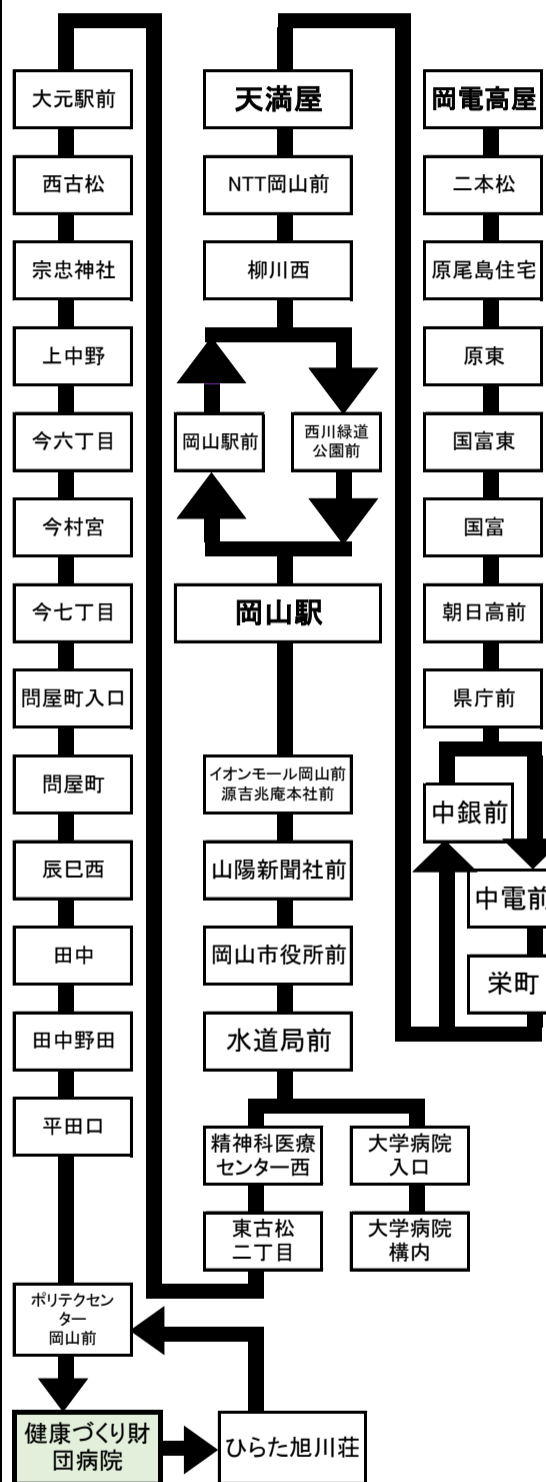 大元駅前
西古松
宗忠神社
上中野
今六丁目
今村宮
今七丁目
問屋町入口
問屋町
辰巳西
田中
田中野田
平田口
ポリテクセン
ター
岡山前
健康づくり財
団病院
ひらた旭川荘
天満屋
NTT岡山前
柳川西
岡山駅前
西川緑道
公園前
岡山駅
イオンモール岡山前
源吉兆庵本社前
山陽新聞社前
岡山市役所前
水道局前
精神科医療
センター西
東古松
二丁目
大学病院
入口
大学病院
構内
岡電高屋
二本松
原尾島住宅
原東
国富東
国富
朝日高前
県庁前
中銀前
中電前
栄町